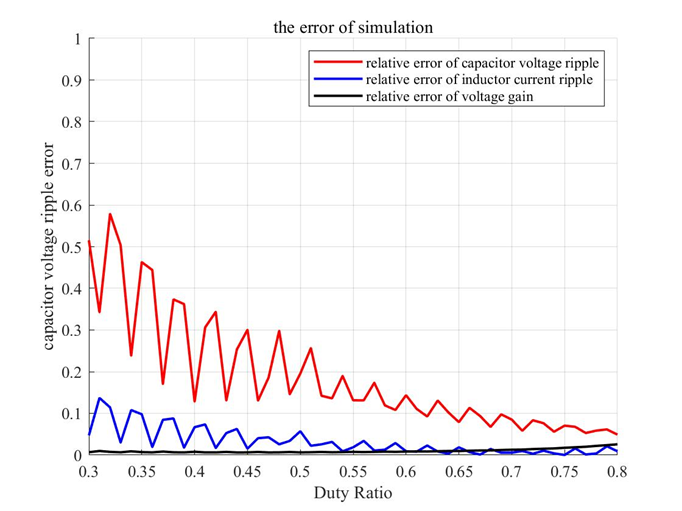 the error of simulation
relative error of capacitor voltage ripple
relative error of inductor current ripple
relative error of voltage gain
capacitor voltage ripple error
1
0.9
0.8
0.7
0.6
0.5
0.4
0.3
0.2
0.1
0
0.3 0.35 0.4 0.45 0.5 0.55 0.6 0.65 0.7 0.75 0.8
Duty Ratio